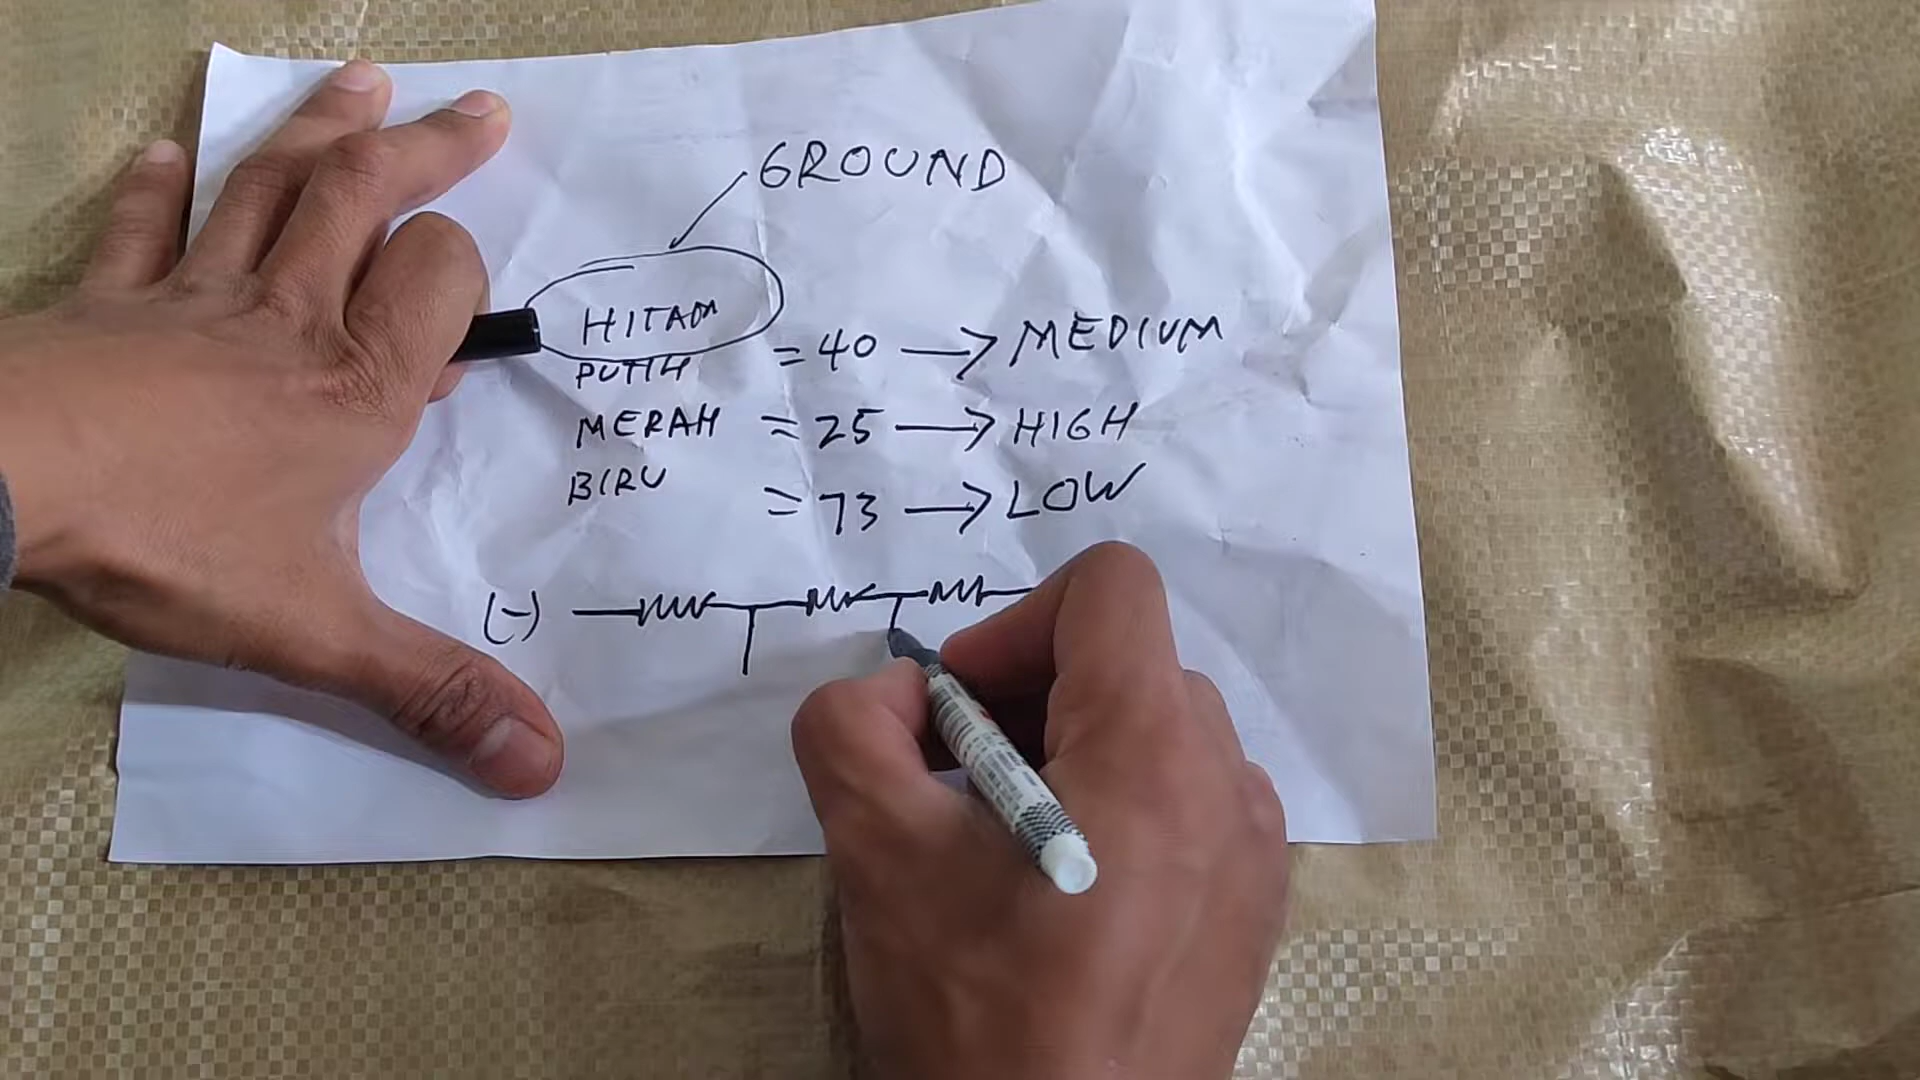 GROUND
HITAM
PUTIH = 40 → MEDIUM
MERAH = 25 → HIGH
BIRU = 73 → LOW
(-)